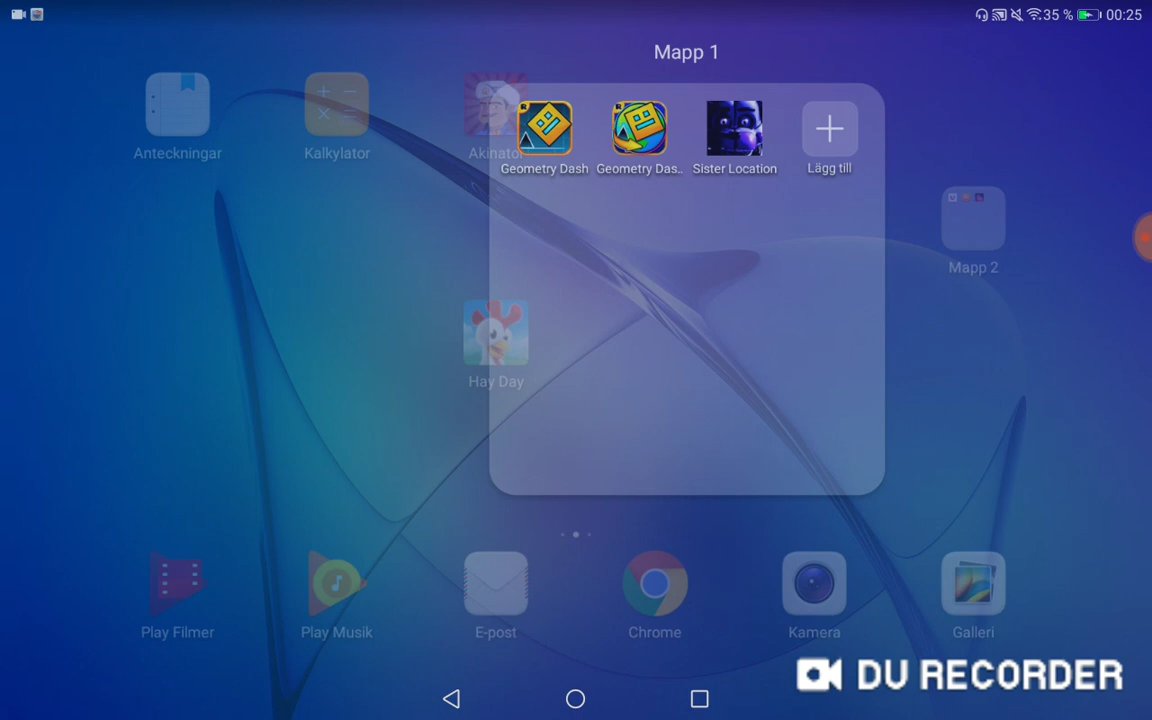 35 % 00:25
Mapp 1
Anteckningar
Kalkylator
Akinator
Geometry Dash
Geometry Das..
Sister Location
Lägg till
Mapp 2
Hay Day
Play Filmer
Play Musik
E-post
Chrome
Kamera
Galleri
DU RECORDER